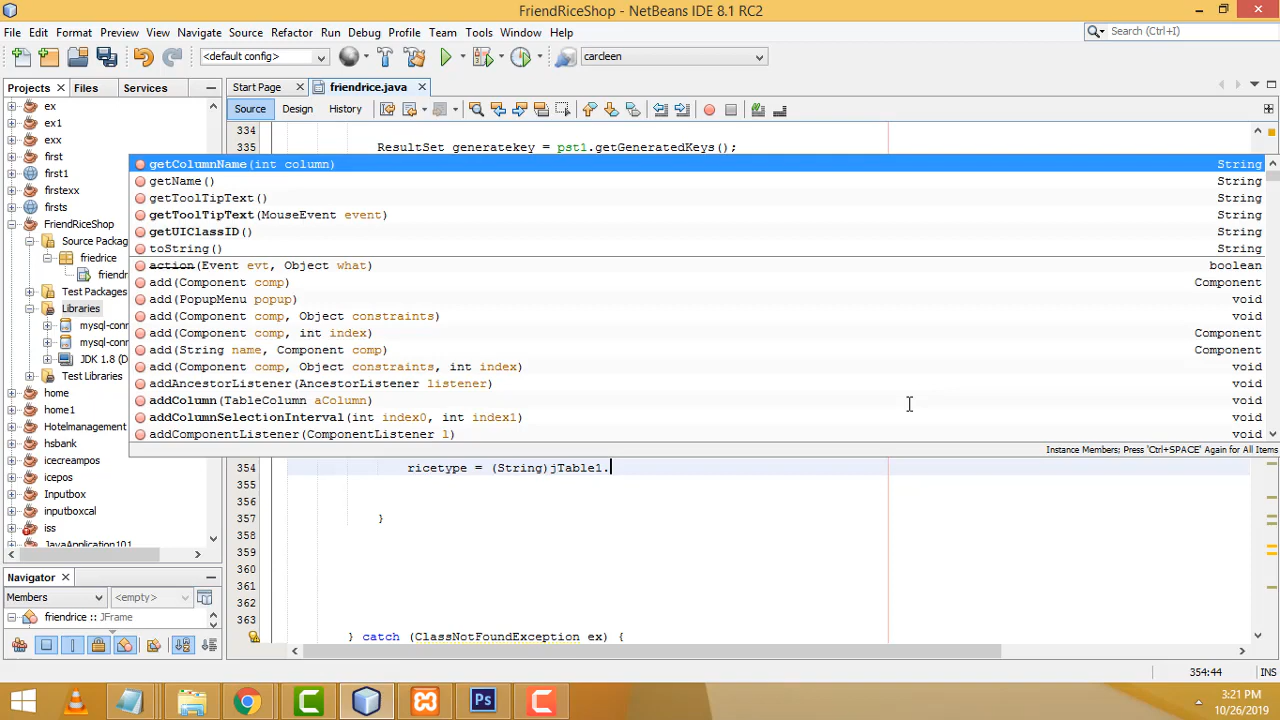 FriendRiceShop - NetBeans IDE 8.1 RC2
File Edit Format Preview View Navigate Source Refactor Run Debug Profile Team Tools Window Help
Search (Ctrl+I)
<default config>
cardeen
Projects Files Services
Start Page friendrice.java
Source Design History
ex
ex1
exx
first
first1
firstexx
firsts
FriendRiceShop
Source Packag
friedrice
friendr
Test Packages
Libraries
mysql-conn
mysql-conn
JDK 1.8 (D
Test Libraries
home
home1
Hotelmanagement
hsbank
icecreampos
icepos
Inputbox
inputboxcal
iss
JavaApplication101
334
335 ResultSet generatekey = pst1.getGeneratedKeys();
getColumnName(int column) String
getName() String
getToolTipText() String
getToolTipText(MouseEvent event) String
getUIClassID() String
toString() String
action(Event evt, Object what) boolean
add(Component comp) Component
add(PopupMenu popup) void
add(Component comp, Object constraints) void
add(Component comp, int index) Component
add(String name, Component comp) Component
add(Component comp, Object constraints, int index) void
addAncestorListener(AncestorListener listener) void
addColumn(TableColumn aColumn) void
addColumnSelectionInterval(int index0, int index1) void
addComponentListener(ComponentListener l) void
Instance Members; Press 'Ctrl+SPACE' Again for All Items
354 ricetype = (String)jTable1.
355
356
357 }
358
359
360
361
362
363
} catch (ClassNotFoundException ex) {
Navigator
Members <empty>
friendrice :: JFrame
354:44 INS
Ps
3:21 PM
10/26/2019